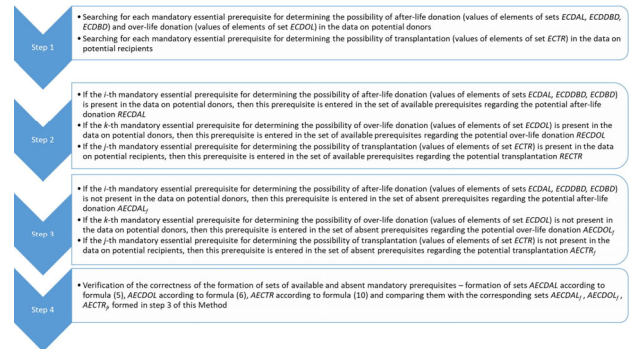 Step 1
• Searching for each mandatory essential prerequisite for determining the possibility of after-life donation (values of elements of sets ECDAL, ECDDBD,
ECBD) and over-life donation (values of elements of set ECDOL) in the data on potential donors
• Searching for each mandatory essential prerequisite for determining the possibility of transplantation (values of elements of set ECTR) in the data on
potential recipients
Step 2
• If the i-th mandatory essential prerequisite for determining the possibility of after-life donation (values of elements of sets ECDAL, ECDDBD, ECBD)
is present in the data on potential donors, then this prerequisite is entered in the set of available prerequisites regarding the potential after-life
donation RECDAL
• If the k-th mandatory essential prerequisite for determining the possibility of over-life donation (values of elements of set ECDOL) is present in the
data on potential donors, then this prerequisite is entered in the set of available prerequisites regarding the potential over-life donation RECDOL
• If the j-th mandatory essential prerequisite for determining the possibility of transplantation (values of elements of set ECTR) is present in the data
on potential recipients, then this prerequisite is entered in the set of available prerequisites regarding the potential transplantation RECTR
Step 3
• If the i-th mandatory essential prerequisite for determining the possibility of after-life donation (values of elements of sets ECDAL, ECDDBD, ECBD)
is not present in the data on potential donors, then this prerequisite is entered in the set of absent prerequisites regarding the potential after-life
donation AECDALf
• If the k-th mandatory essential prerequisite for determining the possibility of over-life donation (values of elements of set ECDOL) is not present in
the data on potential donors, then this prerequisite is entered in the set of absent prerequisites regarding the potential over-life donation AECDOLf
• If the j-th mandatory essential prerequisite for determining the possibility of transplantation (values of elements of set ECTR) is not present in the
data on potential recipients, then this prerequisite is entered in the set of absent prerequisites regarding the potential transplantation AECTRf
Step 4
• Verification of the correctness of the formation of sets of available and absent mandatory prerequisites – formation of sets AECDAL according to
formula (5), AECDOL according to formula (6), AECTR according to formula (10) and comparing them with the corresponding sets AECDALf , AECDOLf ,
AECTRf, formed in step 3 of this Method